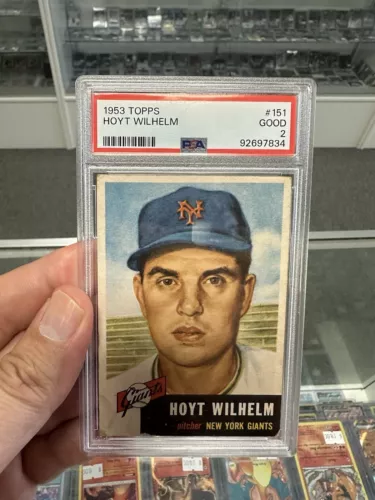 1953 TOPPS #151
HOYT WILHELM GOOD
2
PSA 92697834
NY
Giants
HOYT WILHELM
pitcher NEW YORK GIANTS